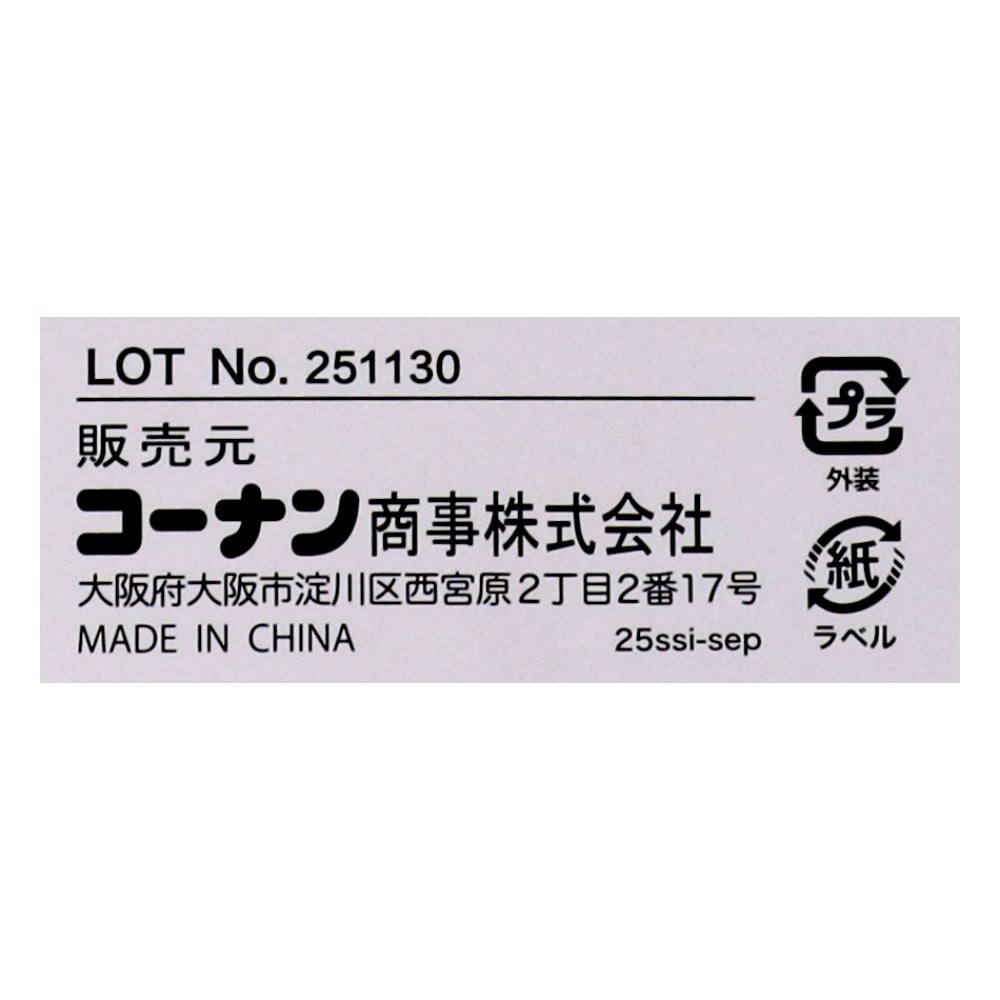 LOT No. 251130
販売元
コーナン商事株式会社
大阪府大阪市淀川区西宮原2丁目2番17号
MADE IN CHINA 25ssi-sep
プラ
外装
紙
ラベル